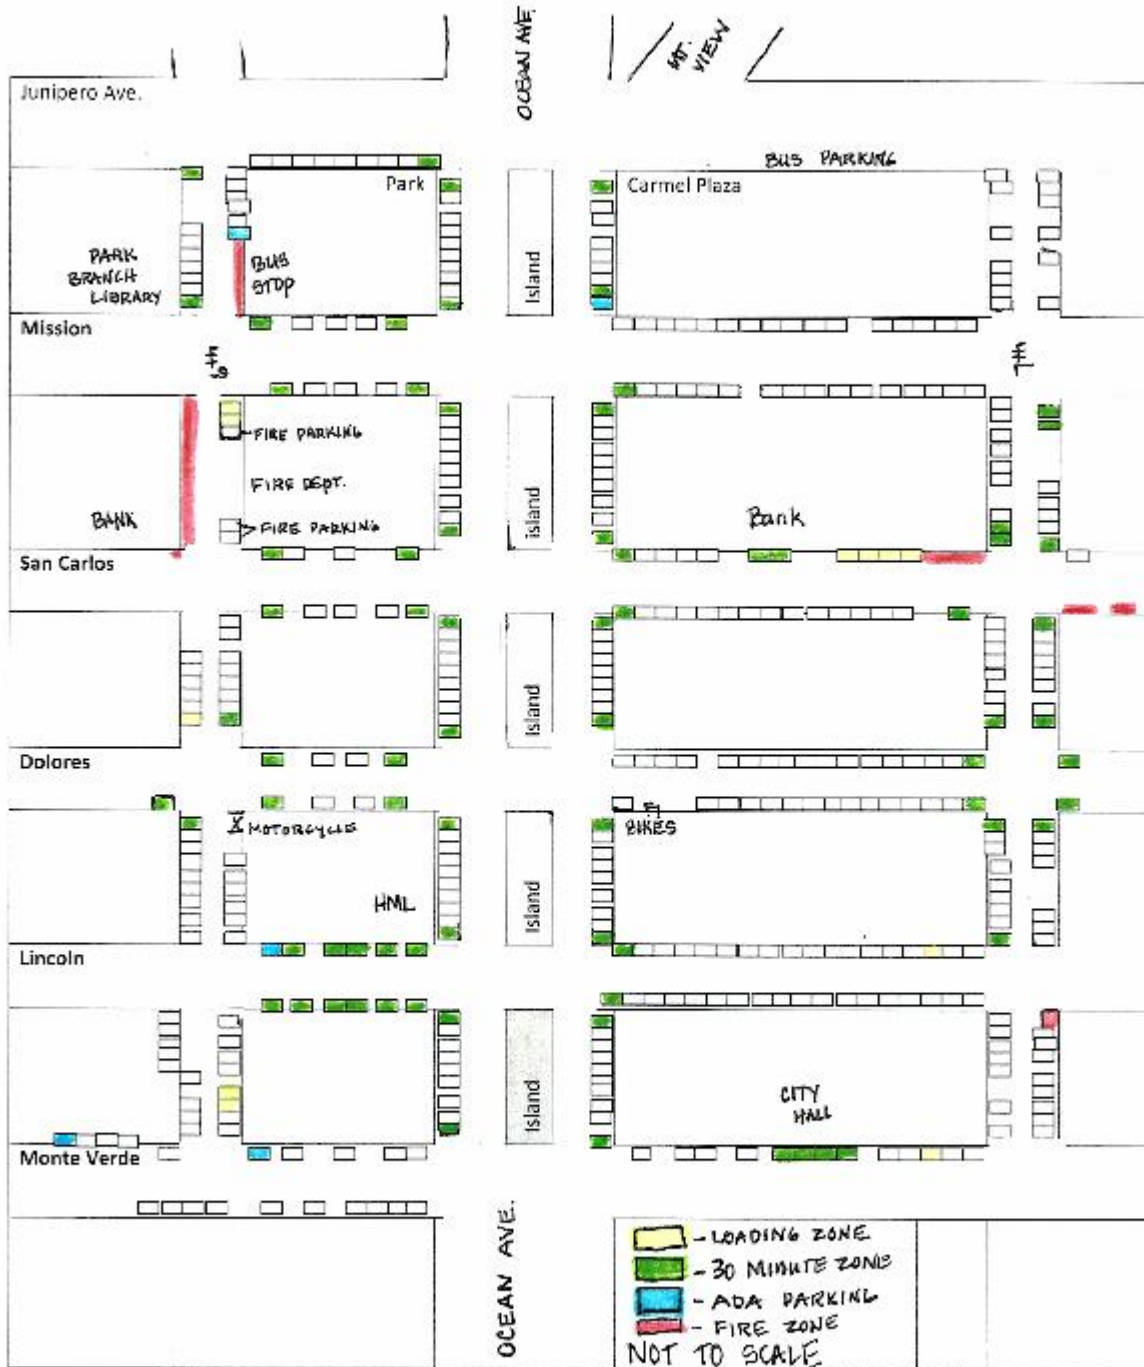 OCEAN AVE.
MT. VIEW
Junipero Ave.
BUS PARKING
Park
Carmel Plaza
PARK
BRANCH
LIBRARY
BUS
STOP
Island
Mission
6th
7th
FIRE PARKING
FIRE DEPT.
BANK
FIRE PARKING
island
Bank
San Carlos
Island
Dolores
X MOTORCYCLE
BIKES
HML
Island
Lincoln
Island
CITY
HALL
Monte Verde
OCEAN AVE.
- LOADING ZONE
- 30 MINUTE ZONE
- ADA PARKING
- FIRE ZONE
NOT TO SCALE